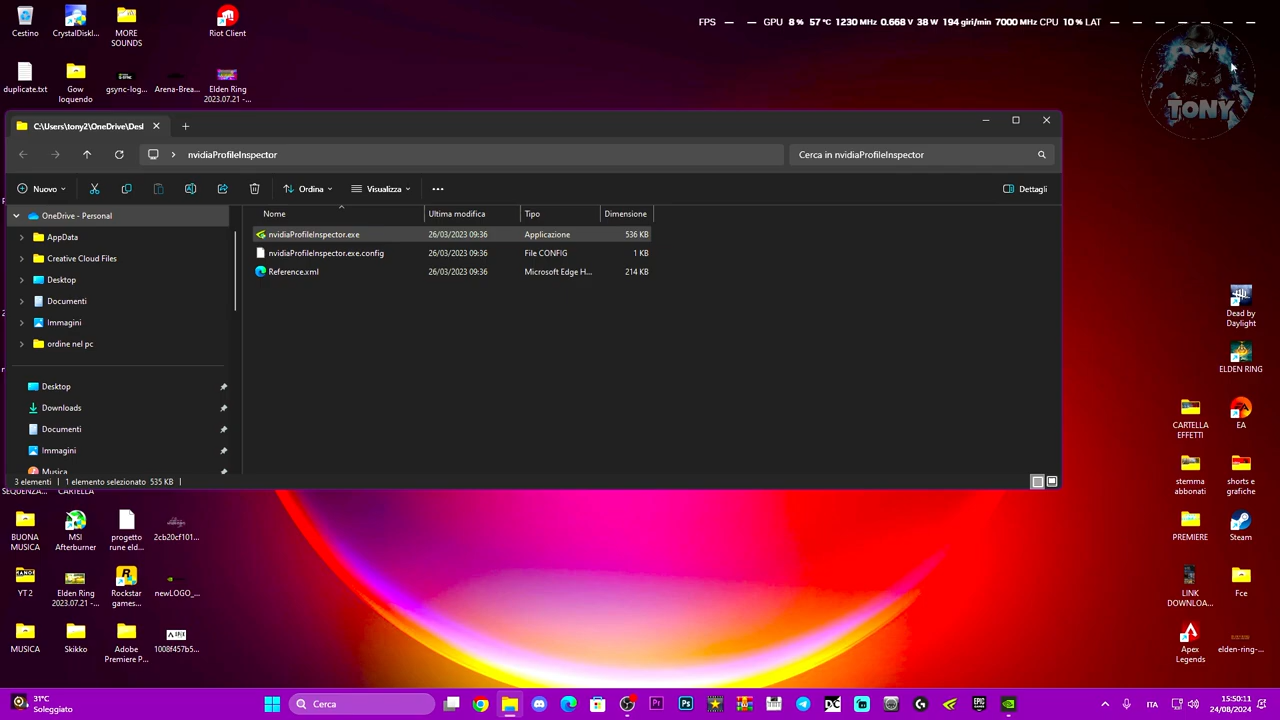 FPS — — GPU 8 % 57 °C 1230 MHz 0.668 V 38 W 194 giri/min 7000 MHz CPU 10 % LAT — — — — — —
Cestino
CrystalDiskI...
MORE SOUNDS
Riot Client
duplicate.txt
Gow loquendo
gsync-log...
Arena-Brea...
Elden Ring 2023.07.21 -...
TONY
C:\Users\tony2\OneDrive\Desl
nvidiaProfileInspector
Cerca in nvidiaProfileInspector
Nuovo
Ordina
Visualizza
Dettagli
Nome
Ultima modifica
Tipo
Dimensione
nvidiaProfileInspector.exe
26/03/2023 09:36
Applicazione
536 KB
nvidiaProfileInspector.exe.config
26/03/2023 09:36
File CONFIG
1 KB
Reference.xml
26/03/2023 09:36
Microsoft Edge H...
214 KB
OneDrive - Personal
AppData
Creative Cloud Files
Desktop
Documenti
Immagini
ordine nel pc
Desktop
Downloads
Documenti
Immagini
Musica
3 elementi
1 elemento selezionato 535 KB
SEQUENZA...
CARTELLA
BUONA MUSICA
MSI Afterburner
progetto rune eld...
2cb20cf101...
YT 2
Elden Ring 2023.07.21 -...
Rockstar games...
newLOGO_...
MUSICA
Skikko
Adobe Premiere P...
1008f457b5...
Dead by Daylight
ELDEN RING
CARTELLA EFFETTI
EA
stemma abbonati
shorts e grafiche
PREMIERE
Steam
LINK DOWNLOA...
Fce
Apex Legends
elden-ring-...
31°C
Soleggiato
Cerca
ITA
15:50:11
24/08/2024